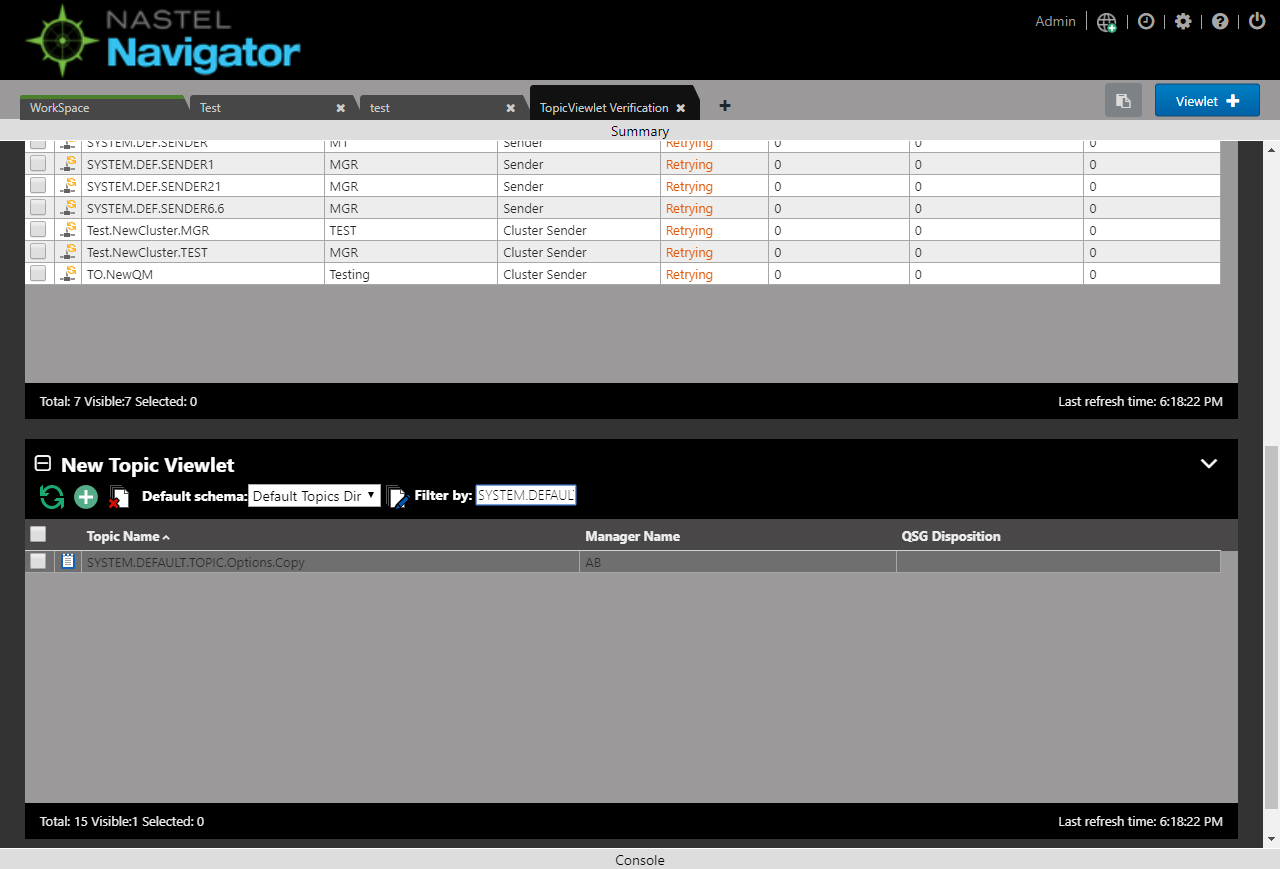 NASTEL
Navigator
Admin
WorkSpace
Test
test
TopicViewlet Verification
Viewlet
Summary
SYSTEM.DEF.SENDER MT Sender Retrying 0 0 0
SYSTEM.DEF.SENDER1 MGR Sender Retrying 0 0 0
SYSTEM.DEF.SENDER21 MGR Sender Retrying 0 0 0
SYSTEM.DEF.SENDER6.6 MGR Sender Retrying 0 0 0
Test.NewCluster.MGR TEST Cluster Sender Retrying 0 0 0
Test.NewCluster.TEST MGR Cluster Sender Retrying 0 0 0
TO.NewQM Testing Cluster Sender Retrying 0 0 0
Total: 7 Visible:7 Selected: 0 Last refresh time: 6:18:22 PM
New Topic Viewlet
Default schema: Default Topics Dir Filter by: SYSTEM.DEFAUL
Topic Name Manager Name QSG Disposition
SYSTEM.DEFAULT.TOPIC.Options.Copy AB
Total: 15 Visible:1 Selected: 0 Last refresh time: 6:18:22 PM
Console